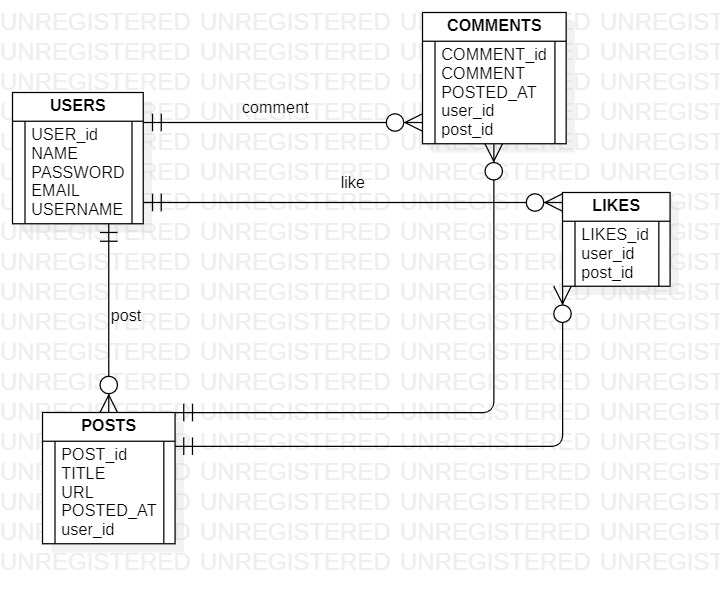 COMMENTS
COMMENT_id
COMMENT
POSTED_AT
user_id
post_id
USERS
USER_id
NAME
PASSWORD
EMAIL
USERNAME
comment
like
LIKES
LIKES_id
user_id
post_id
post
POSTS
POST_id
TITLE
URL
POSTED_AT
user_id
UNREGISTERED UNREGISTERED UNREGISTERED UNREGISTERED